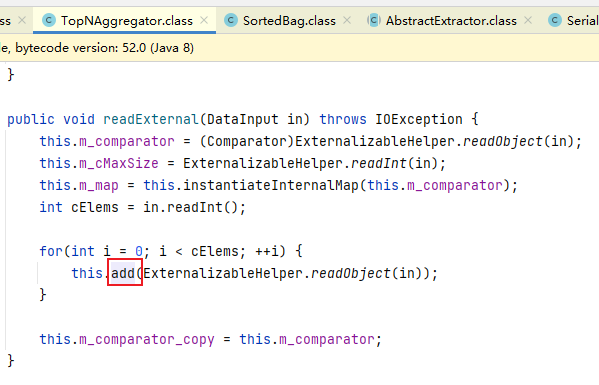 ss × TopNAggregator.class × SortedBag.class × AbstractExtractor.class × Serial
le, bytecode version: 52.0 (Java 8)
}
public void readExternal(DataInput in) throws IOException {
this.m_comparator = (Comparator)ExternalizableHelper.readObject(in);
this.m_cMaxSize = ExternalizableHelper.readInt(in);
this.m_map = this.instantiateInternalMap(this.m_comparator);
int cElems = in.readInt();
for(int i = 0; i < cElems; ++i) {
this.add(ExternalizableHelper.readObject(in));
}
this.m_comparator_copy = this.m_comparator;
}